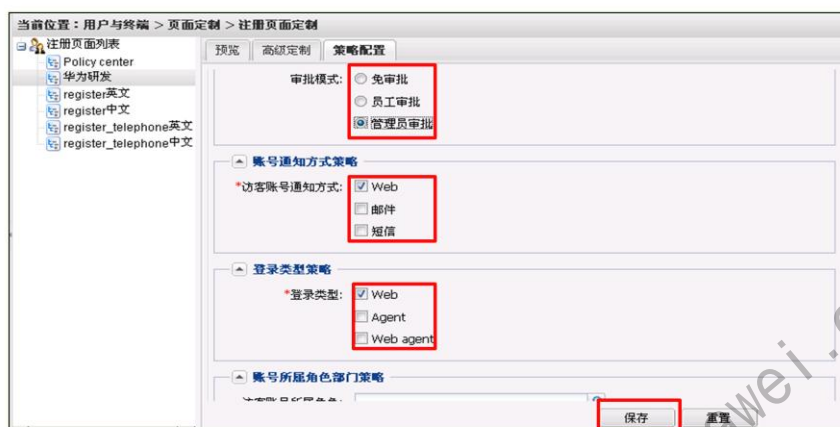 当前位置：用户与终端 > 页面定制 > 注册页面定制
注册页面列表
Policy center
华为研发
register英文
register中文
register_telephone英文
register_telephone中文
预览 高级定制 策略配置
审批模式: 免审批
员工审批
管理员审批
账号通知方式策略
*访客账号通知方式: Web
邮件
短信
登录类型策略
*登录类型: Web
Agent
Web agent
账号所属角色部门策略
访客账号所属角色:
保存 重置